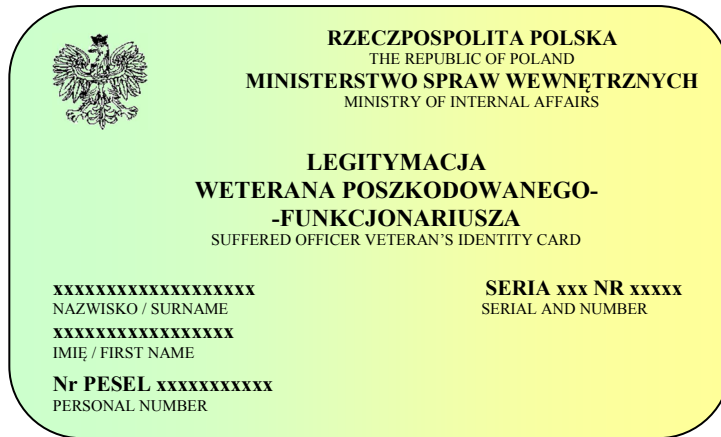 RZECZPOSPOLITA POLSKA
THE REPUBLIC OF POLAND
MINISTERSTWO SPRAW WEWNĘTRZNYCH
MINISTRY OF INTERNAL AFFAIRS
LEGITYMACJA
WETERANA POSZKODOWANEGO-
-FUNKCJONARIUSZA
SUFFERED OFFICER VETERAN'S IDENTITY CARD
xxxxxxxxxxxxxxxxxxx SERIA xxx NR xxxxx
NAZWISKO / SURNAME SERIAL AND NUMBER
xxxxxxxxxxxxxxxxx
IMIĘ / FIRST NAME
Nr PESEL xxxxxxxxxxx
PERSONAL NUMBER